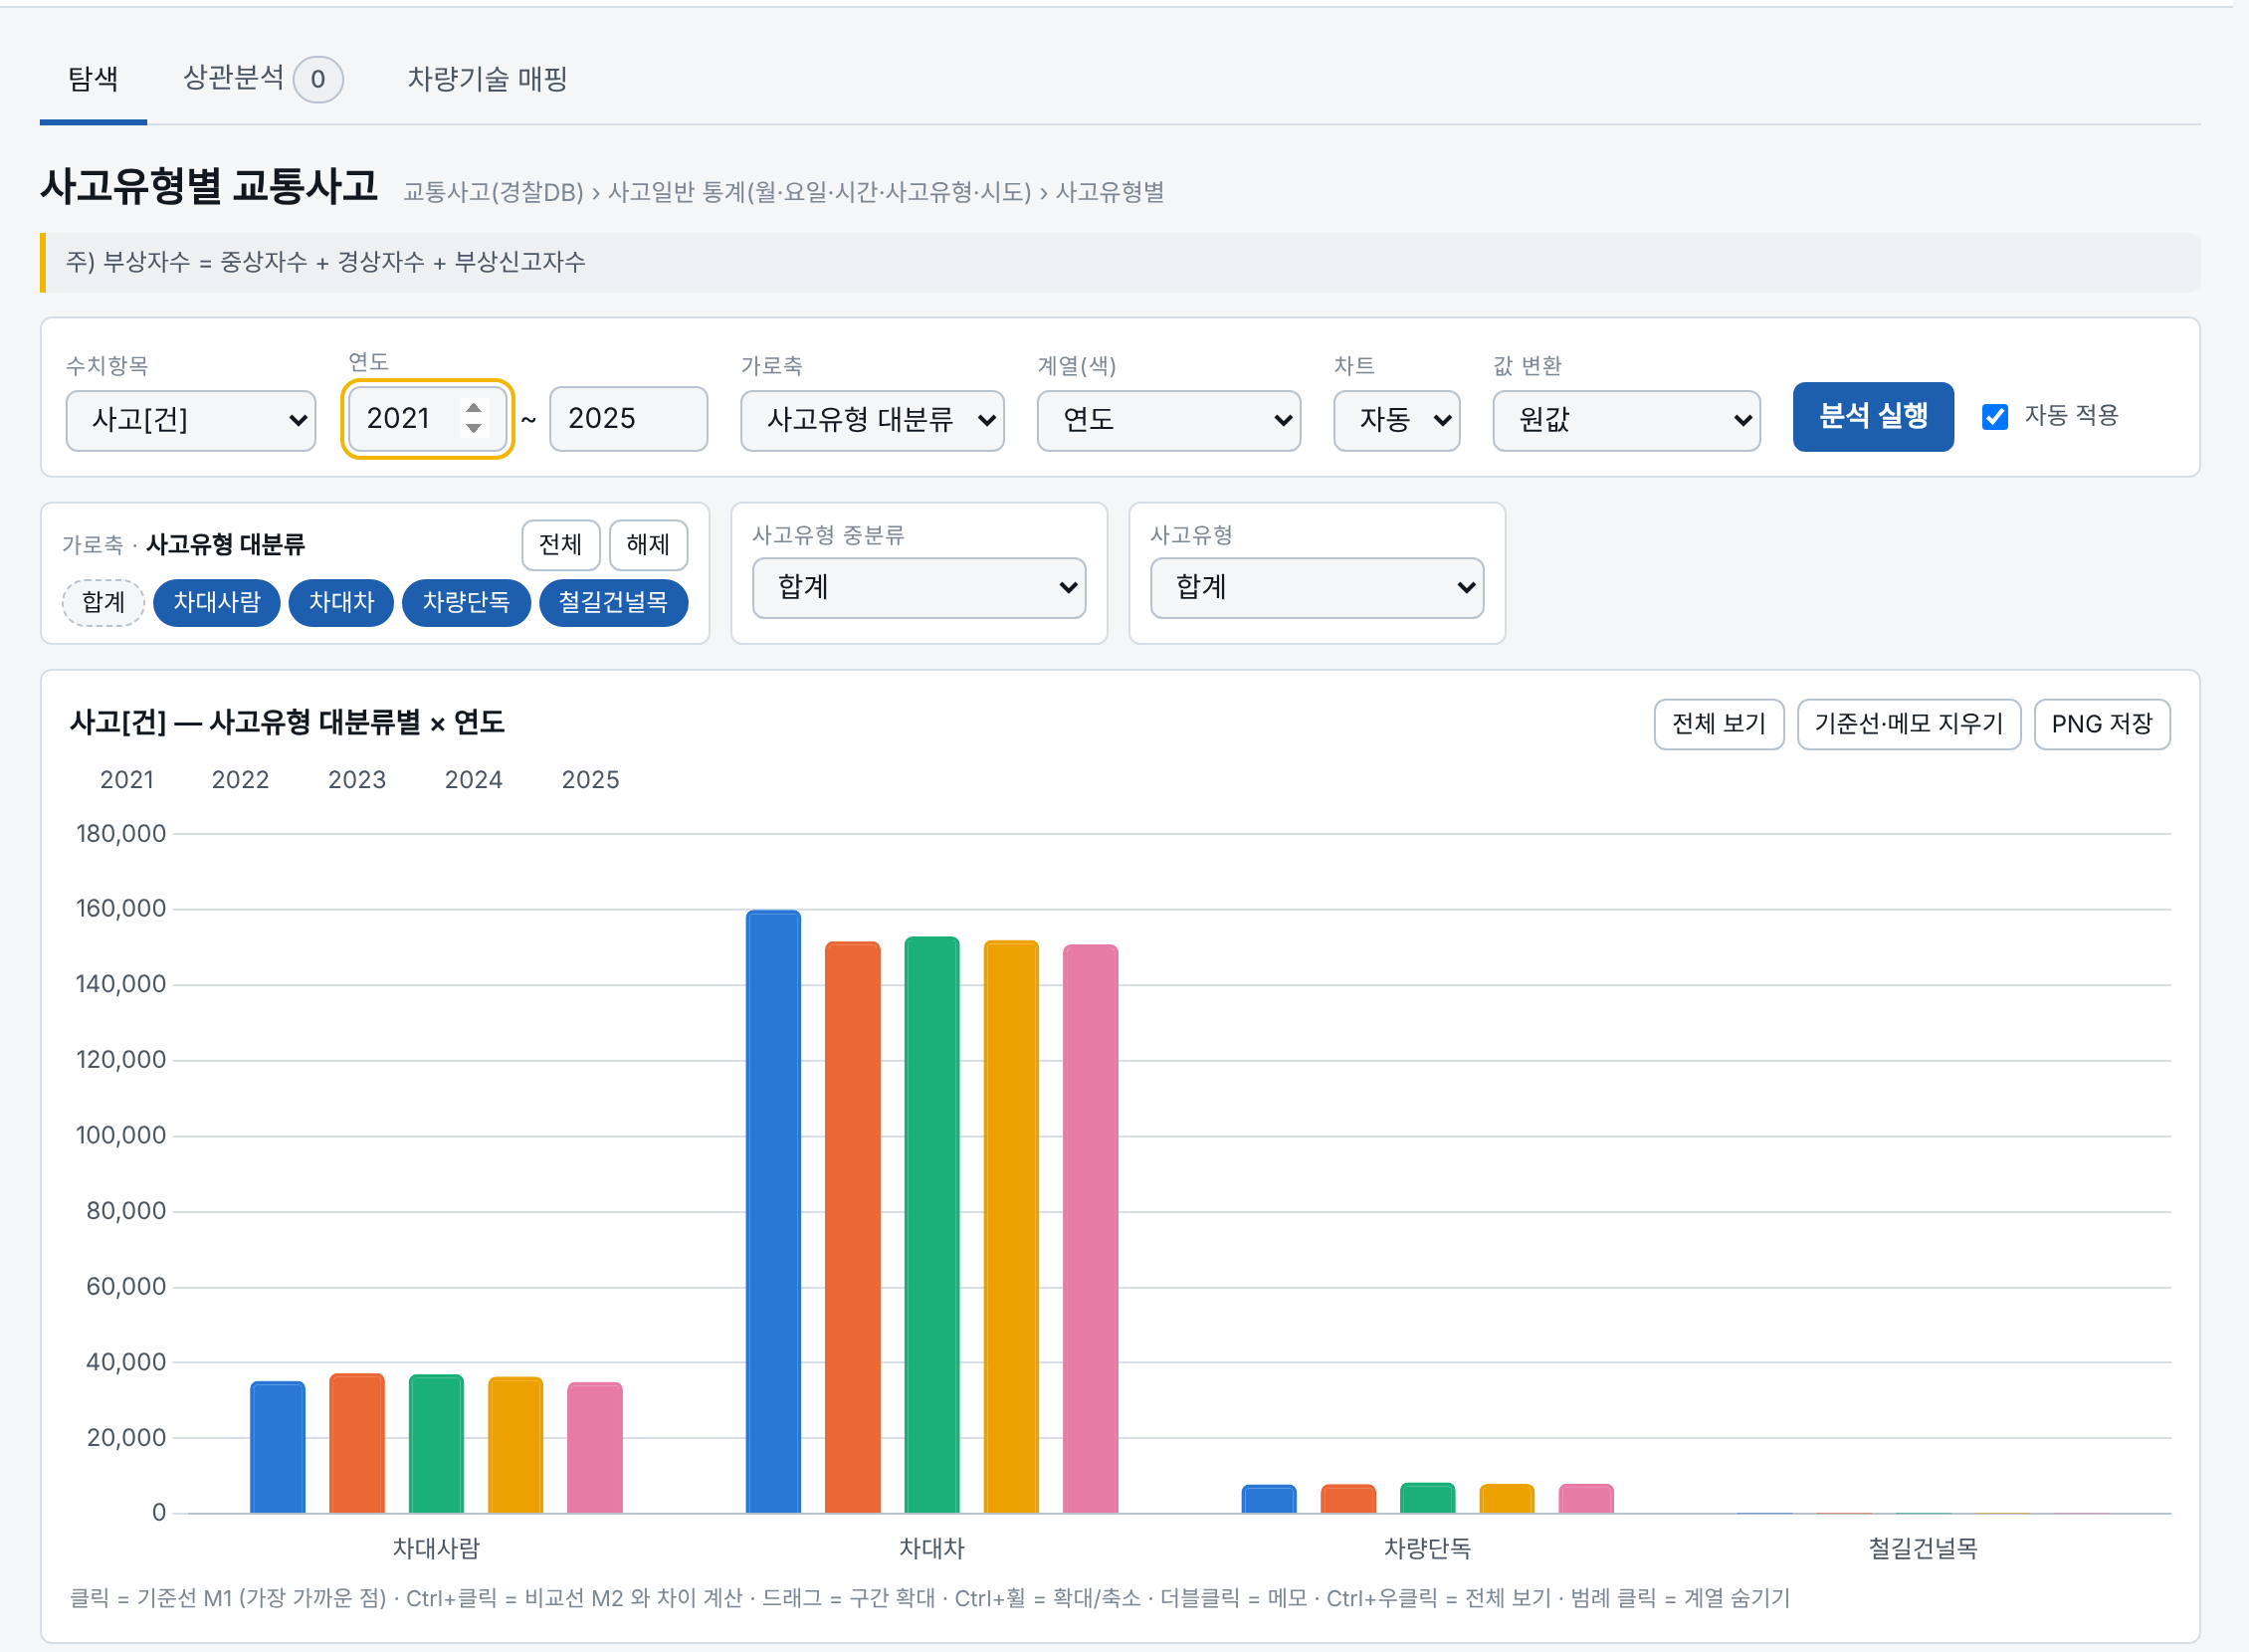 탐색 상관분석 0 차량기술 매핑
사고유형별 교통사고 교통사고(경찰DB) › 사고일반 통계(월·요일·시간·사고유형·시도) › 사고유형별
주) 부상자수 = 중상자수 + 경상자수 + 부상신고자수
수치항목 연도 가로축 계열(색) 차트 값 변환
사고[건] 2021 ~ 2025 사고유형 대분류 연도 자동 원값 분석 실행 자동 적용
가로축 · 사고유형 대분류 전체 해제
합계 차대사람 차대차 차량단독 철길건널목
사고유형 중분류
합계
사고유형
합계
사고[건] — 사고유형 대분류별 × 연도 전체 보기 기준선·메모 지우기 PNG 저장
2021 2022 2023 2024 2025
180,000
160,000
140,000
120,000
100,000
80,000
60,000
40,000
20,000
0
차대사람 차대차 차량단독 철길건널목
클릭 = 기준선 M1 (가장 가까운 점) · Ctrl+클릭 = 비교선 M2 와 차이 계산 · 드래그 = 구간 확대 · Ctrl+휠 = 확대/축소 · 더블클릭 = 메모 · Ctrl+우클릭 = 전체 보기 · 범례 클릭 = 계열 숨기기